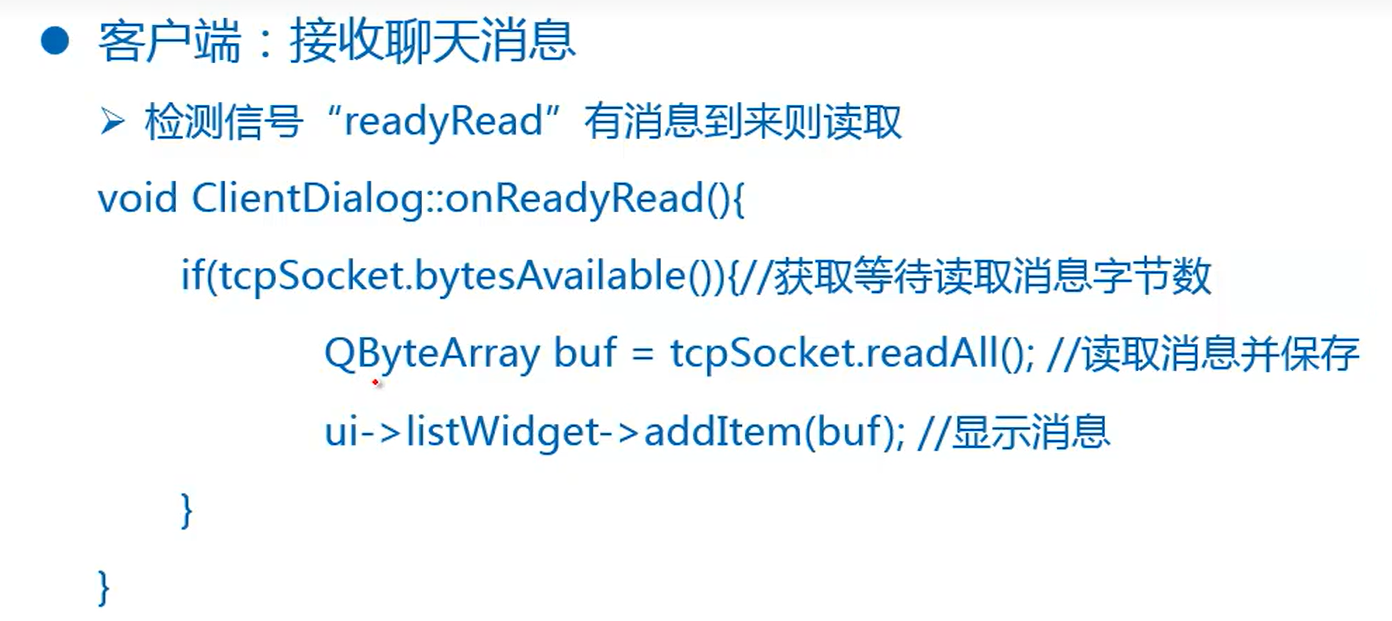 客户端：接收聊天消息
检测信号“readyRead”有消息到来则读取
void ClientDialog::onReadyRead(){
if(tcpSocket.bytesAvailable()){//获取等待读取消息字节数
QByteArray buf = tcpSocket.readAll(); //读取消息并保存
ui->listWidget->addItem(buf); //显示消息
}
}